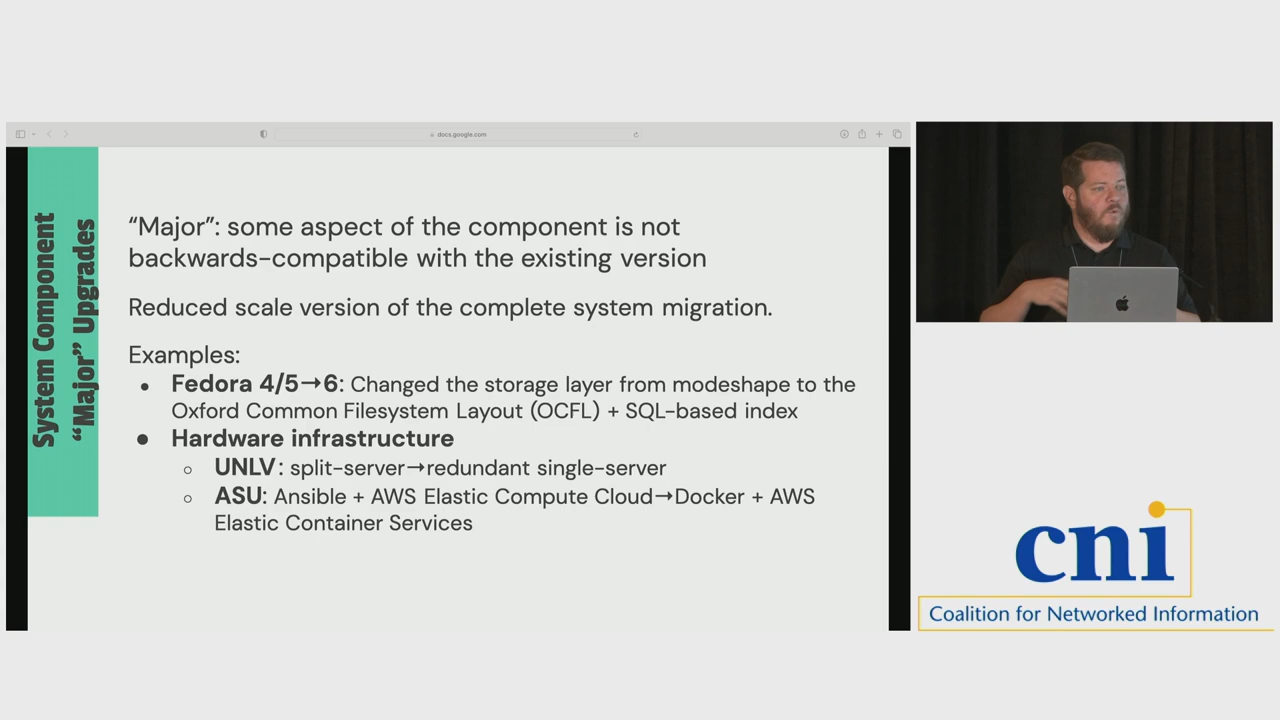 docs.google.com
System Component
“Major” Upgrades
“Major”: some aspect of the component is not
backwards-compatible with the existing version
Reduced scale version of the complete system migration.
Examples:
• Fedora 4/5→6: Changed the storage layer from modeshape to the
Oxford Common Filesystem Layout (OCFL) + SQL-based index
• Hardware infrastructure
○ UNLV: split-server→redundant single-server
○ ASU: Ansible + AWS Elastic Compute Cloud→Docker + AWS
Elastic Container Services
cni
Coalition for Networked Information